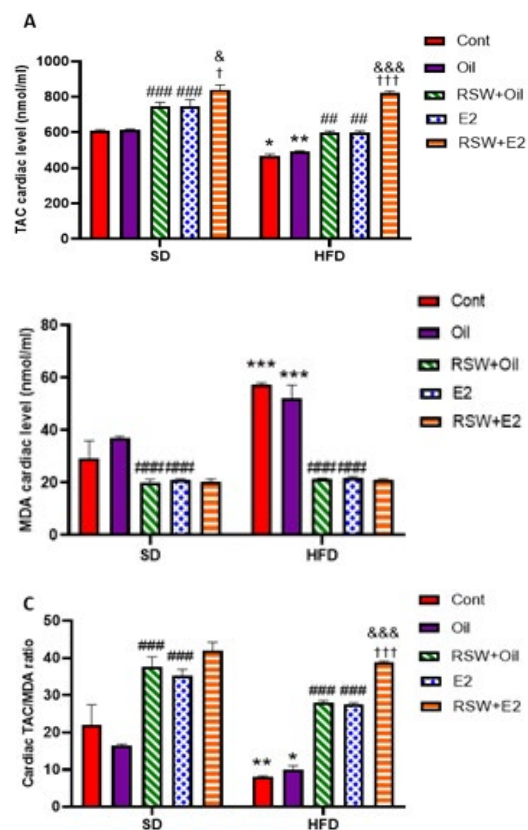 A
TAC cardiac level (nmol/ml)
1000
800
600
400
200
0
### ### & †
* ** ## ## &&& †††
SD HFD
Cont
Oil
RSW+Oil
E2
RSW+E2
MDA cardiac level (nmol/ml)
80
60
40
20
0
*** ***
SD HFD
Cont
Oil
RSW+Oil
E2
RSW+E2
C
Cardiac TAC/MDA ratio
50
40
30
20
10
0
### ###
** * ### ### &&& †††
SD HFD
Cont
Oil
RSW+Oil
E2
RSW+E2